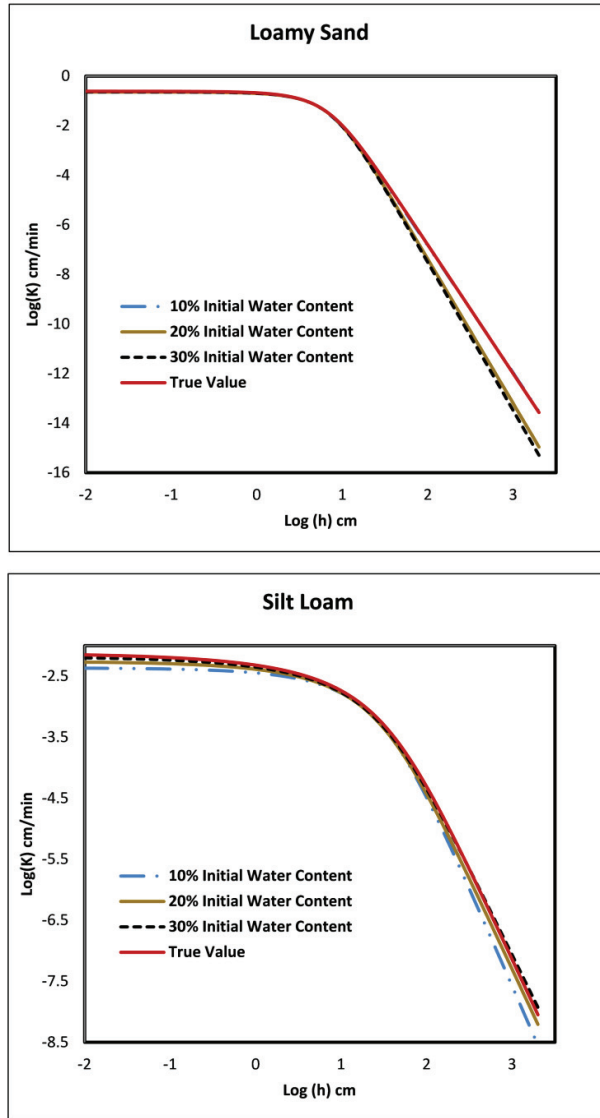 Loamy Sand
0
-2
-4
-6
-8
-10
-12
-14
-16
Log(K) cm/min
10% Initial Water Content
20% Initial Water Content
30% Initial Water Content
True Value
-2 -1 0 1 2 3
Log (h) cm
Silt Loam
-2.5
-3.5
-4.5
-5.5
-6.5
-7.5
-8.5
Log(K) cm/min
10% Initial Water Content
20% Initial Water Content
30% Initial Water Content
True Value
-2 -1 0 1 2 3
Log (h) cm